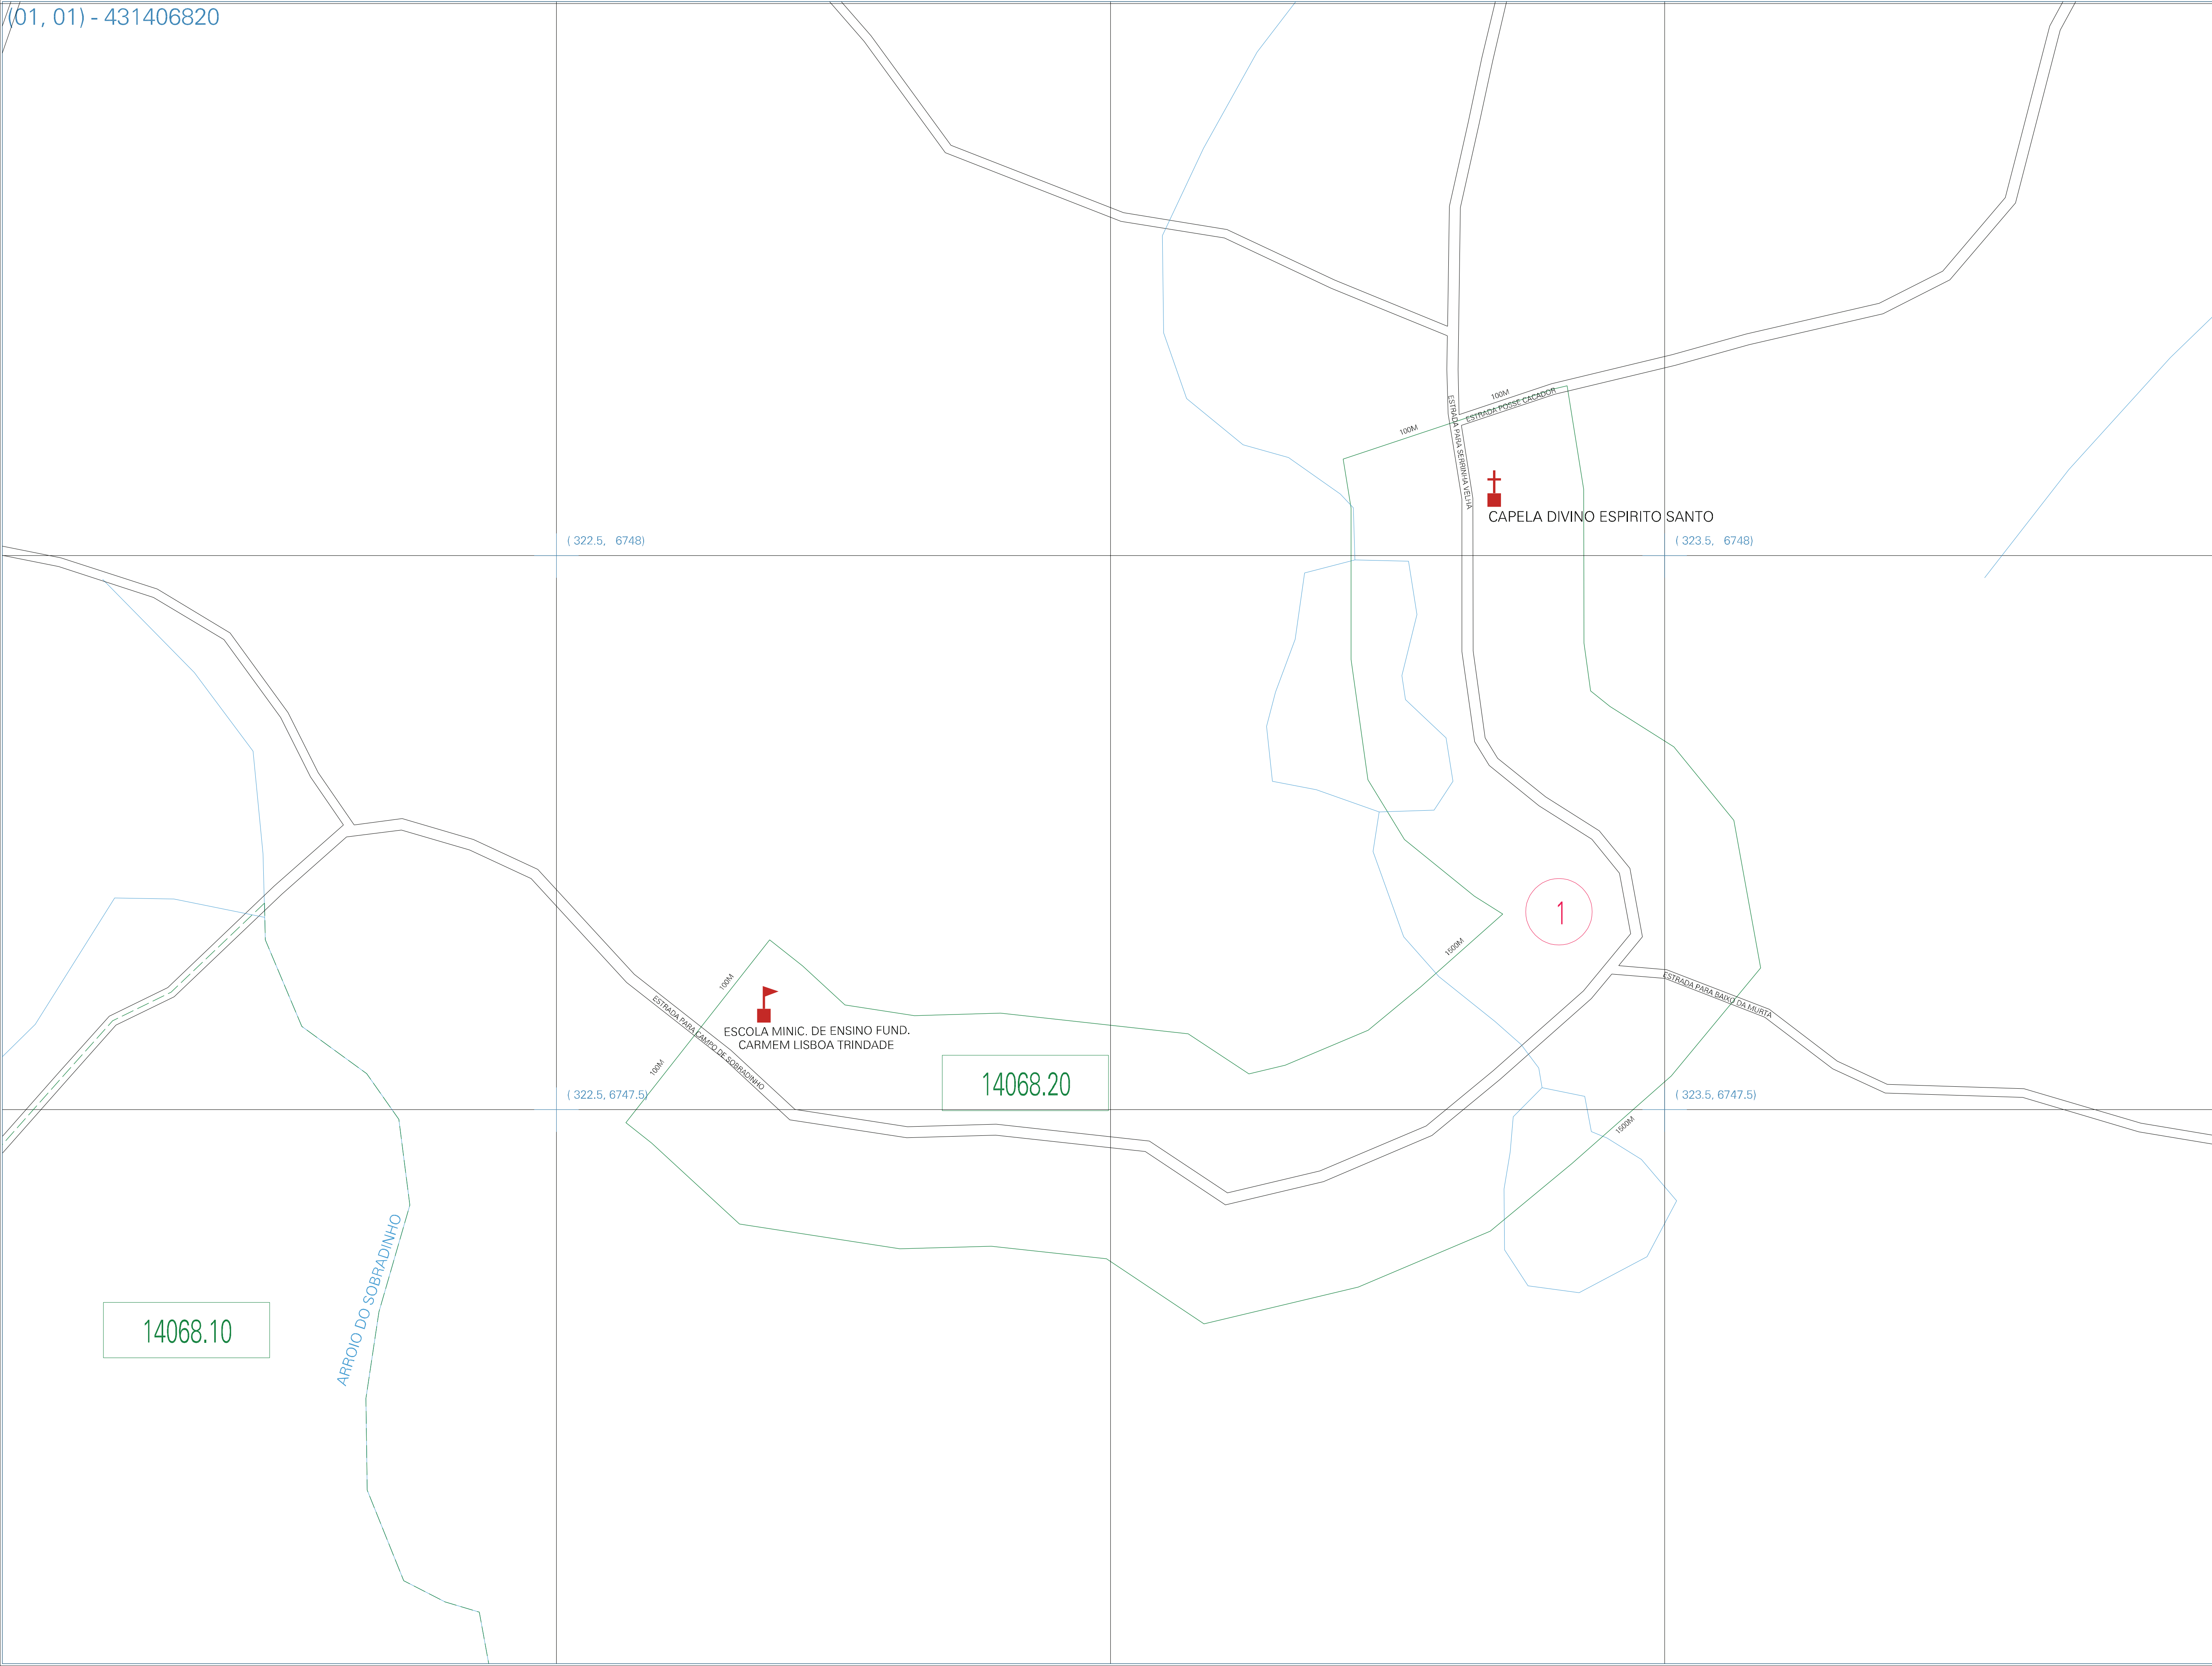 (01, 01) - 431406820
100M
ESTRADA POSSE CACADOR
100M
ESTRADA PARA SERRINHA VELHA
CAPELA DIVINO ESPIRITO SANTO
( 322.5, 6748)
( 323.5, 6748)
1
1500M
100M
ESTRADA PARA CAMPO DE SOBRADINHO
ESCOLA MINIC. DE ENSINO FUND.
CARMEM LISBOA TRINDADE
ESTRADA PARA BAIXO DA MURTA
100M
14068.20
( 322.5, 6747.5)
( 323.5, 6747.5)
1500M
ARROIO DO SOBRADINHO
14068.10